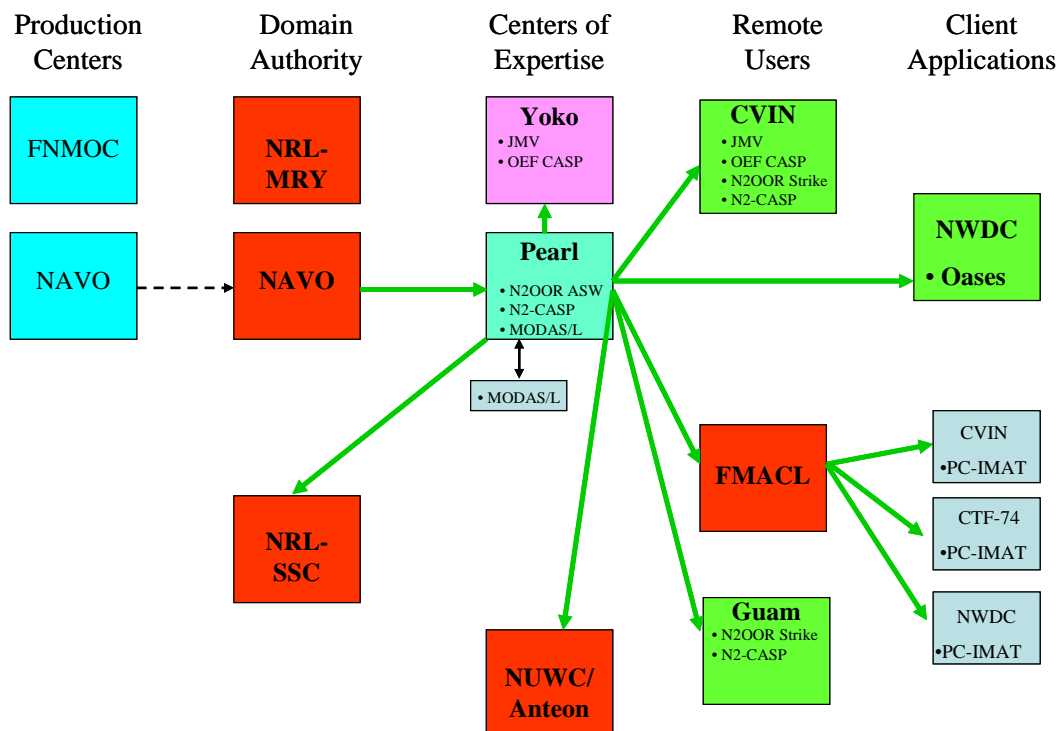 Production
Centers
Domain
Authority
Centers of
Expertise
Remote
Users
Client
Applications
FNMOC
NRL-
MRY
Yoko
• JMV
• OEF CASP
CVIN
• JMV
• OEF CASP
• N2OOR Strike
• N2-CASP
NAVO
NAVO
Pearl
• N2OOR ASW
• N2-CASP
• MODAS/L
NWDC
• Oases
• MODAS/L
NRL-
SSC
FMACL
CVIN
•PC-IMAT
CTF-74
•PC-IMAT
NWDC
•PC-IMAT
NUWC/
Anteon
Guam
• N2OOR Strike
• N2-CASP